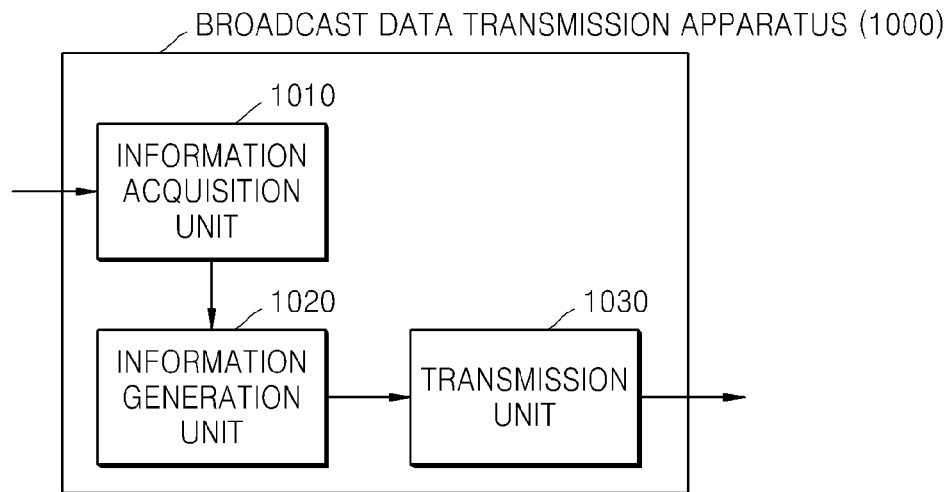 BROADCAST DATA TRANSMISSION APPARATUS (1000)
1010
INFORMATION
ACQUISITION
UNIT
1020
INFORMATION
GENERATION
UNIT
1030
TRANSMISSION
UNIT